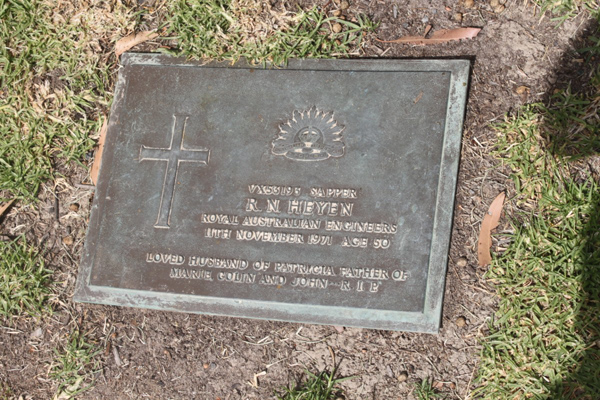 VX53195 SAPPER
R. N. HEYEN
ROYAL AUSTRALIAN ENGINEERS
11TH NOVEMBER 1971 AGE 50
LOVED HUSBAND OF PATRICIA FATHER OF
MARIE, COLIN AND JOHN – R. I. P.